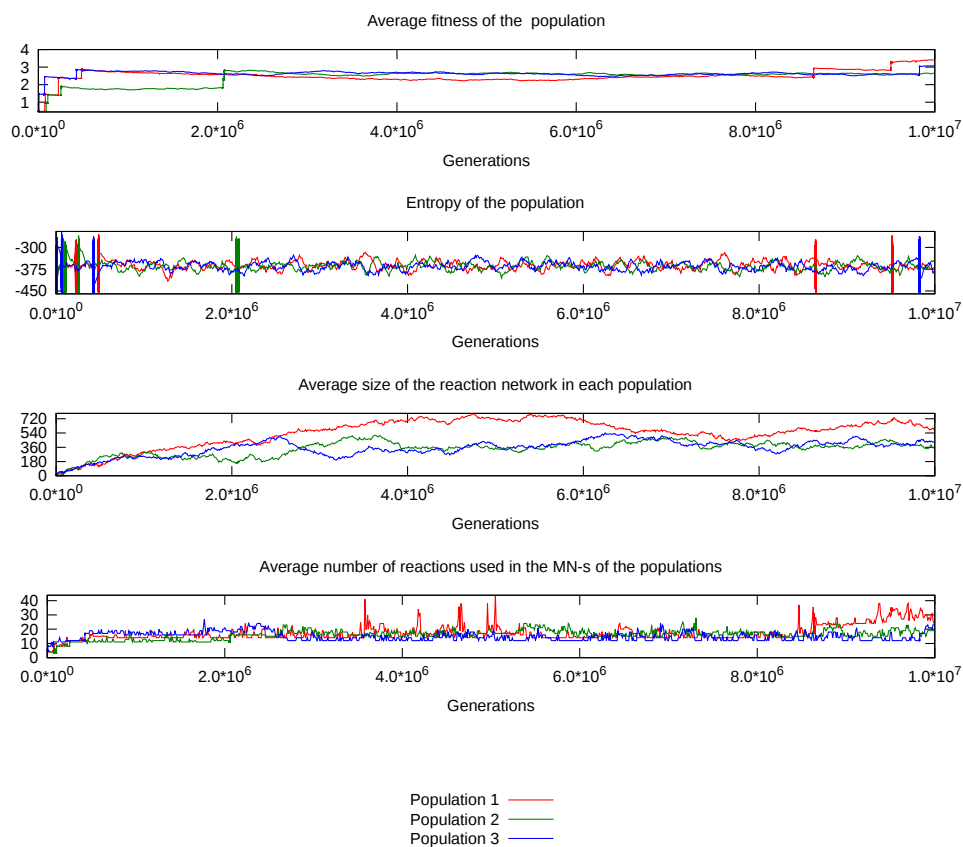 Average fitness of the  population
4
3
2
1
0.0*10^0 2.0*10^6 4.0*10^6 6.0*10^6 8.0*10^6 1.0*10^7
Generations
Entropy of the population
-300
-375
-450
0.0*10^0 2.0*10^6 4.0*10^6 6.0*10^6 8.0*10^6 1.0*10^7
Generations
Average size of the reaction network in each population
720
540
360
180
0
0.0*10^0 2.0*10^6 4.0*10^6 6.0*10^6 8.0*10^6 1.0*10^7
Generations
Average number of reactions used in the MN-s of the populations
40
30
20
10
0
0.0*10^0 2.0*10^6 4.0*10^6 6.0*10^6 8.0*10^6 1.0*10^7
Generations
Population 1
Population 2
Population 3